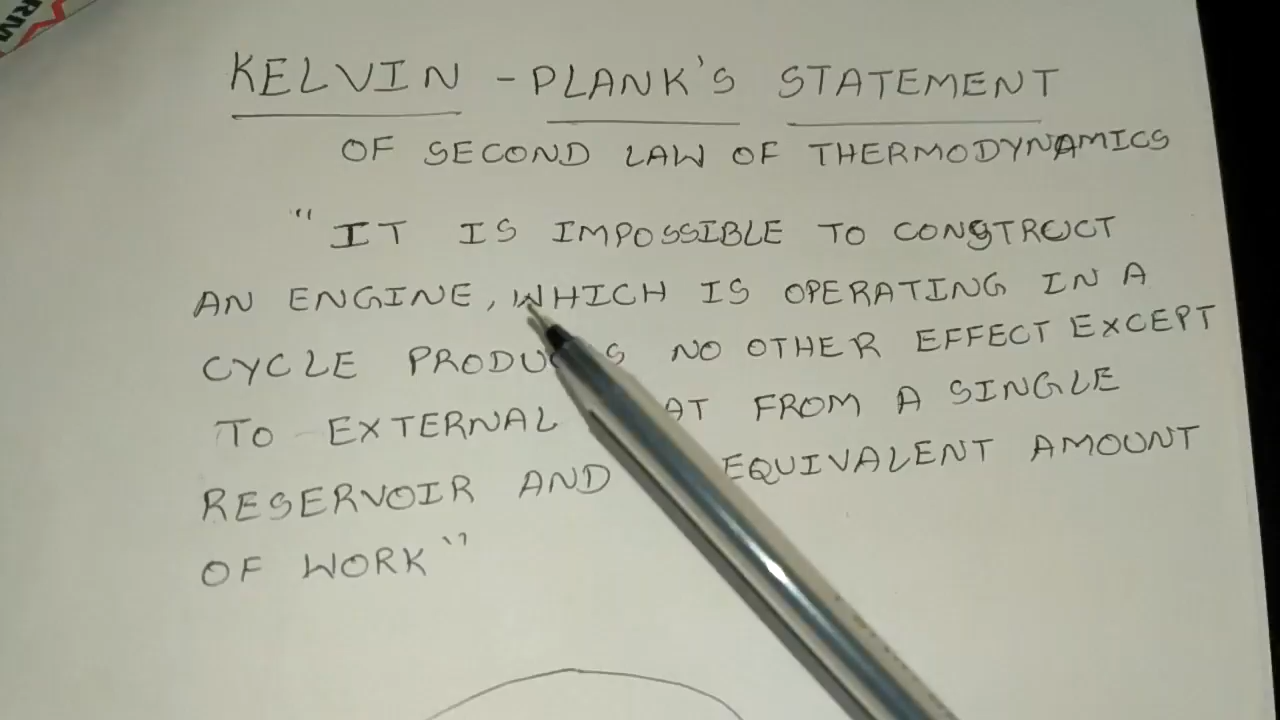 KELVIN - PLANK'S STATEMENT
OF SECOND LAW OF THERMODYNAMICS
"IT IS IMPOSSIBLE TO CONSTRUCT
AN ENGINE, WHICH IS OPERATING IN A
CYCLE NO OTHER EFFECT EXCEPT
TO EXTERNAL FROM A SINGLE
RESERVOIR AND EQUIVALENT AMOUNT
OF WORK"